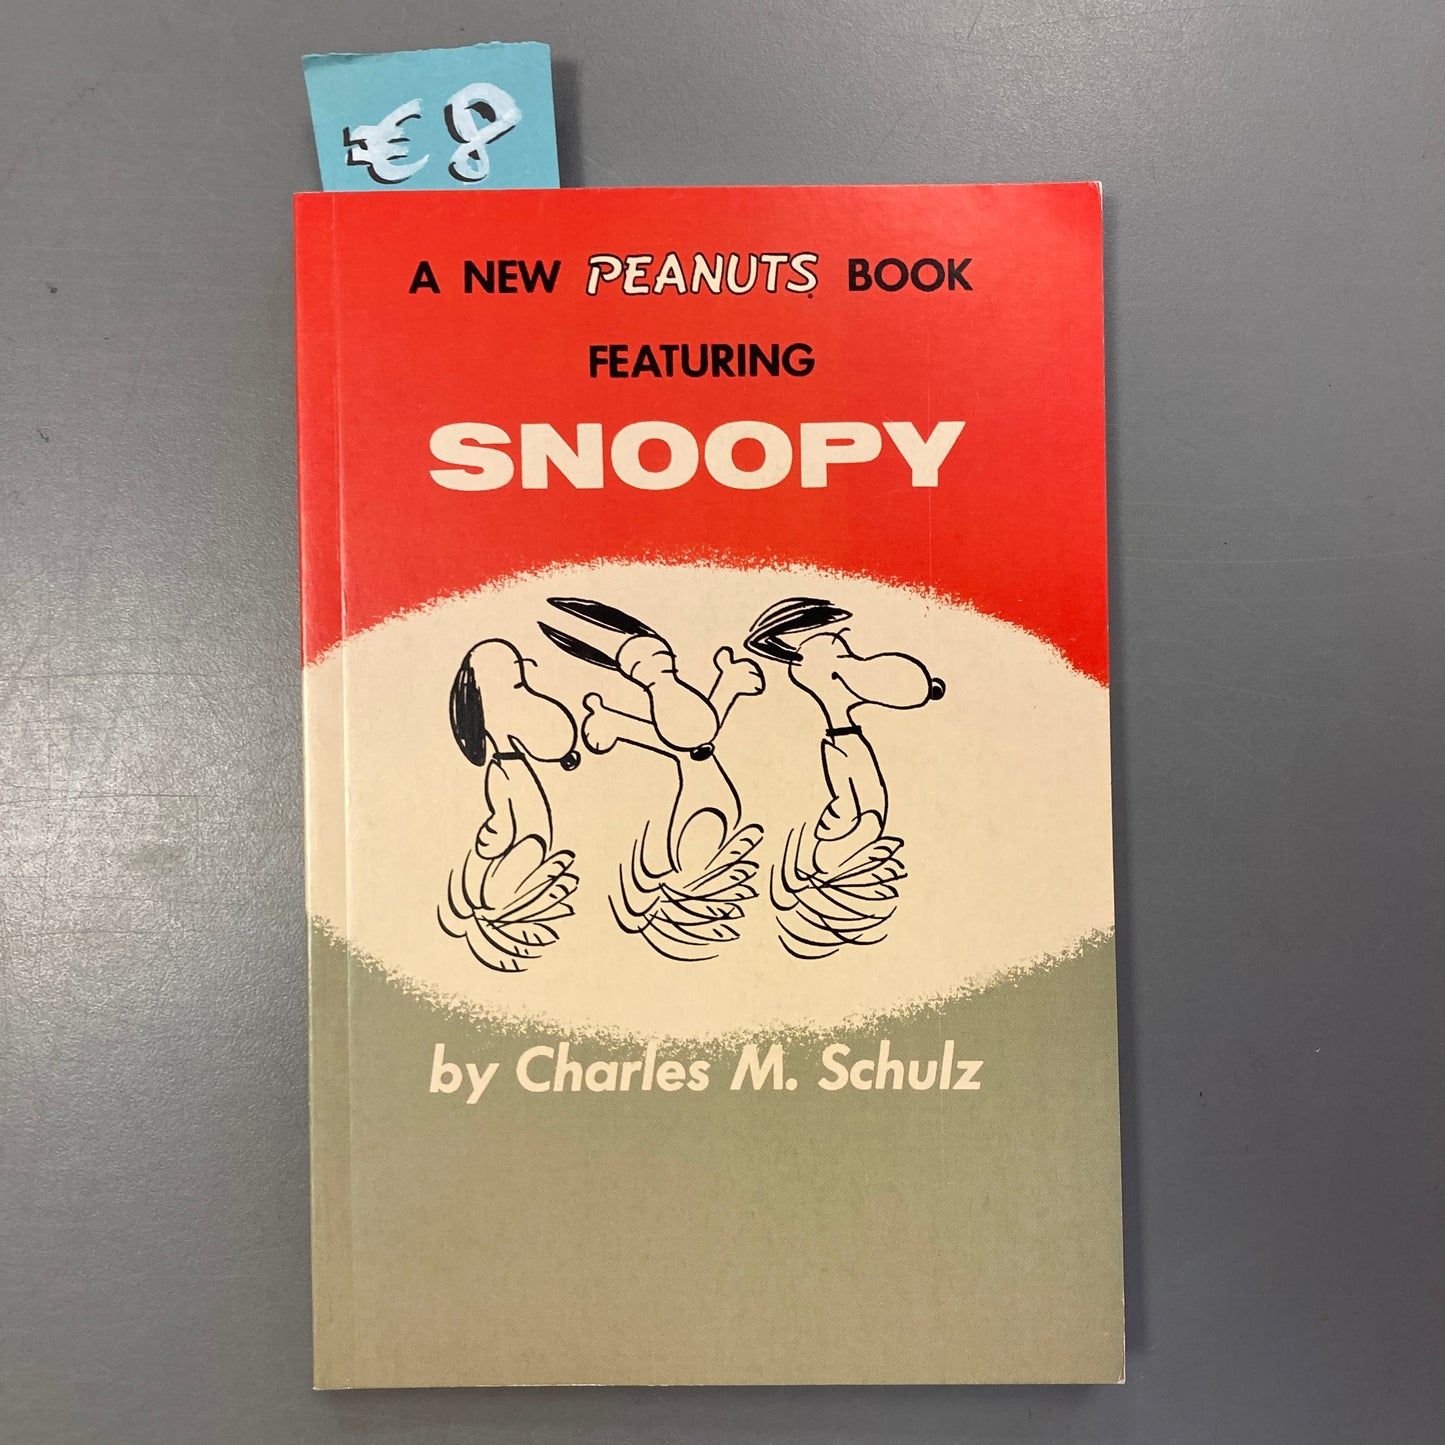 €8
A NEW PEANUTS BOOK
FEATURING
SNOOPY
by Charles M. Schulz